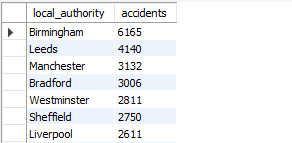 local_authority accidents
Birmingham 6165
Leeds 4140
Manchester 3132
Bradford 3006
Westminster 2811
Sheffield 2750
Liverpool 2611